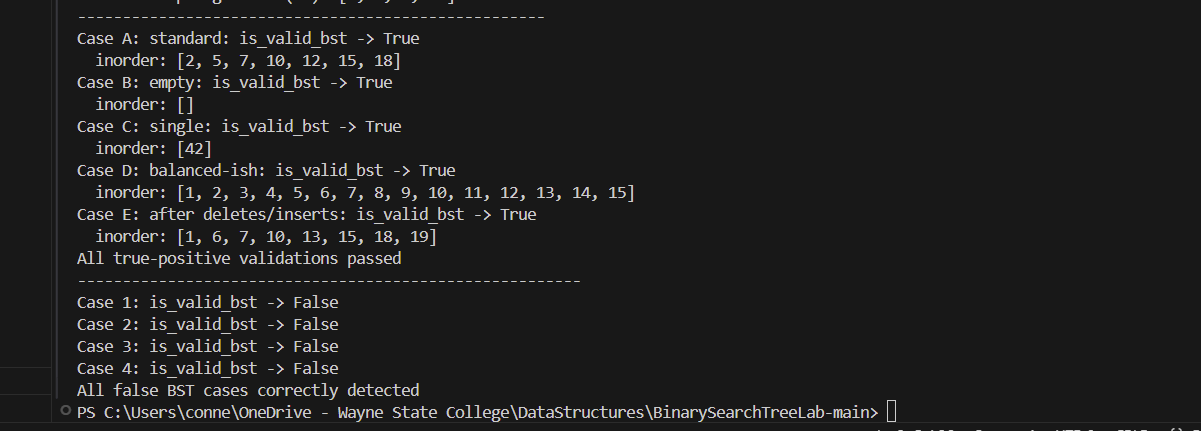 ---------------------------------------------------
Case A: standard: is_valid_bst -> True
  inorder: [2, 5, 7, 10, 12, 15, 18]
Case B: empty: is_valid_bst -> True
  inorder: []
Case C: single: is_valid_bst -> True
  inorder: [42]
Case D: balanced-ish: is_valid_bst -> True
  inorder: [1, 2, 3, 4, 5, 6, 7, 8, 9, 10, 11, 12, 13, 14, 15]
Case E: after deletes/inserts: is_valid_bst -> True
  inorder: [1, 6, 7, 10, 13, 15, 18, 19]
All true-positive validations passed
--------------------------------------------------------
Case 1: is_valid_bst -> False
Case 2: is_valid_bst -> False
Case 3: is_valid_bst -> False
Case 4: is_valid_bst -> False
All false BST cases correctly detected
PS C:\Users\conne\OneDrive - Wayne State College\DataStructures\BinarySearchTreeLab-main>